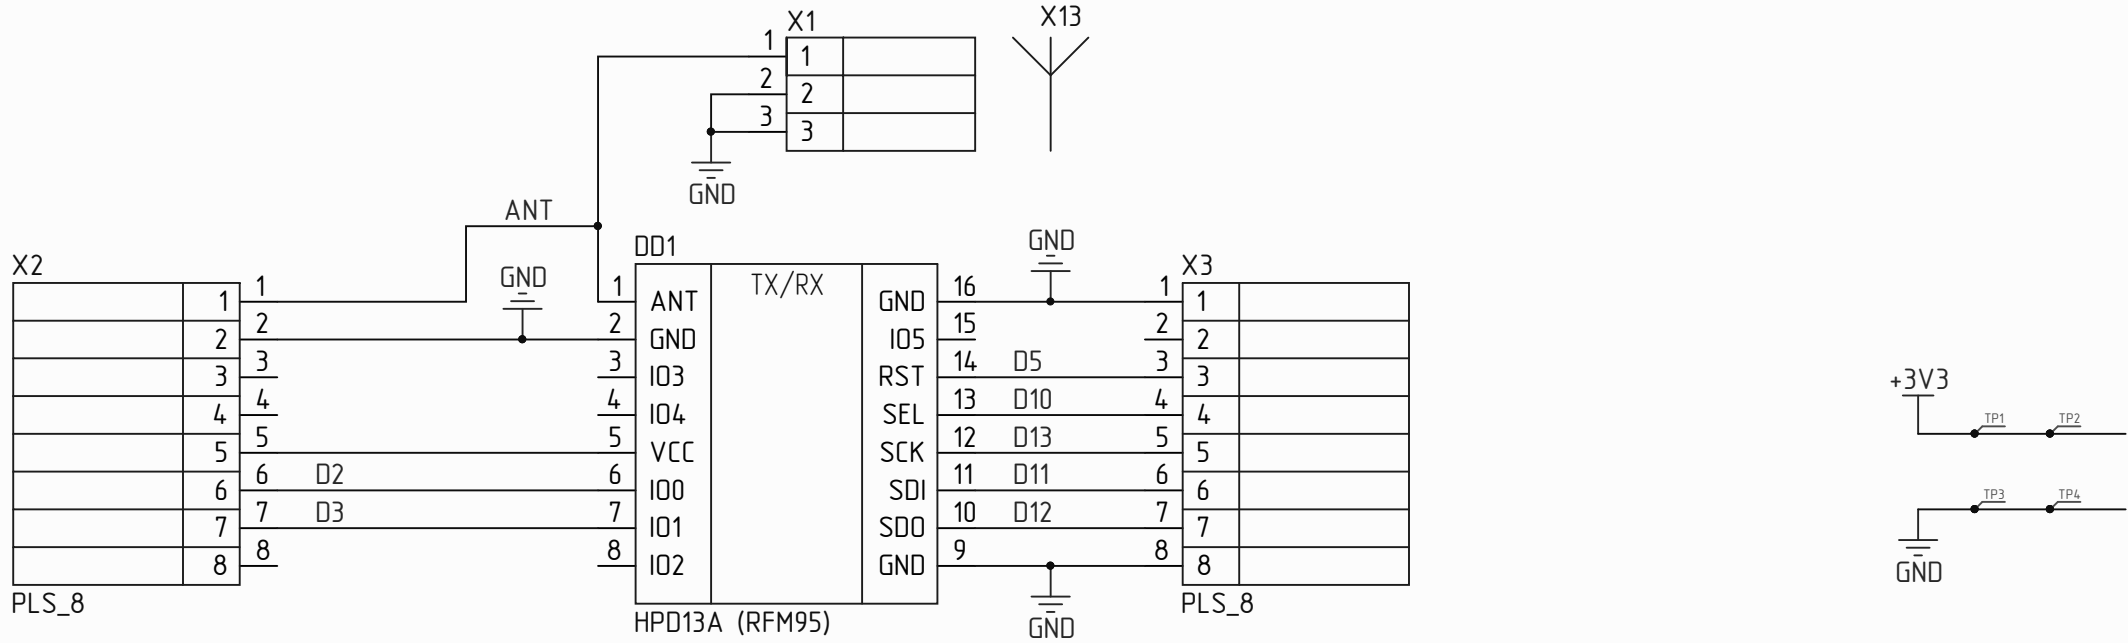 X1
X13
1 1
2 2
3 3
GND
ANT
X2
1 1
2 2
3 3
4 4
5 5
6 6 D2
7 7 D3
8 8
PLS_8
GND
DD1
TX/RX
1 ANT GND 16
2 GND IO5 15
3 IO3 RST 14 D5
4 IO4 SEL 13 D10
5 VCC SCK 12 D13
6 IO0 SDI 11 D11
7 IO1 SDO 10 D12
8 IO2 GND 9
HPD13A (RFM95)
GND
GND
X3
1 1
2 2
3 3
4 4
5 5
6 6
7 7
8 8
PLS_8
+3V3
TP1 TP2
TP3 TP4
GND